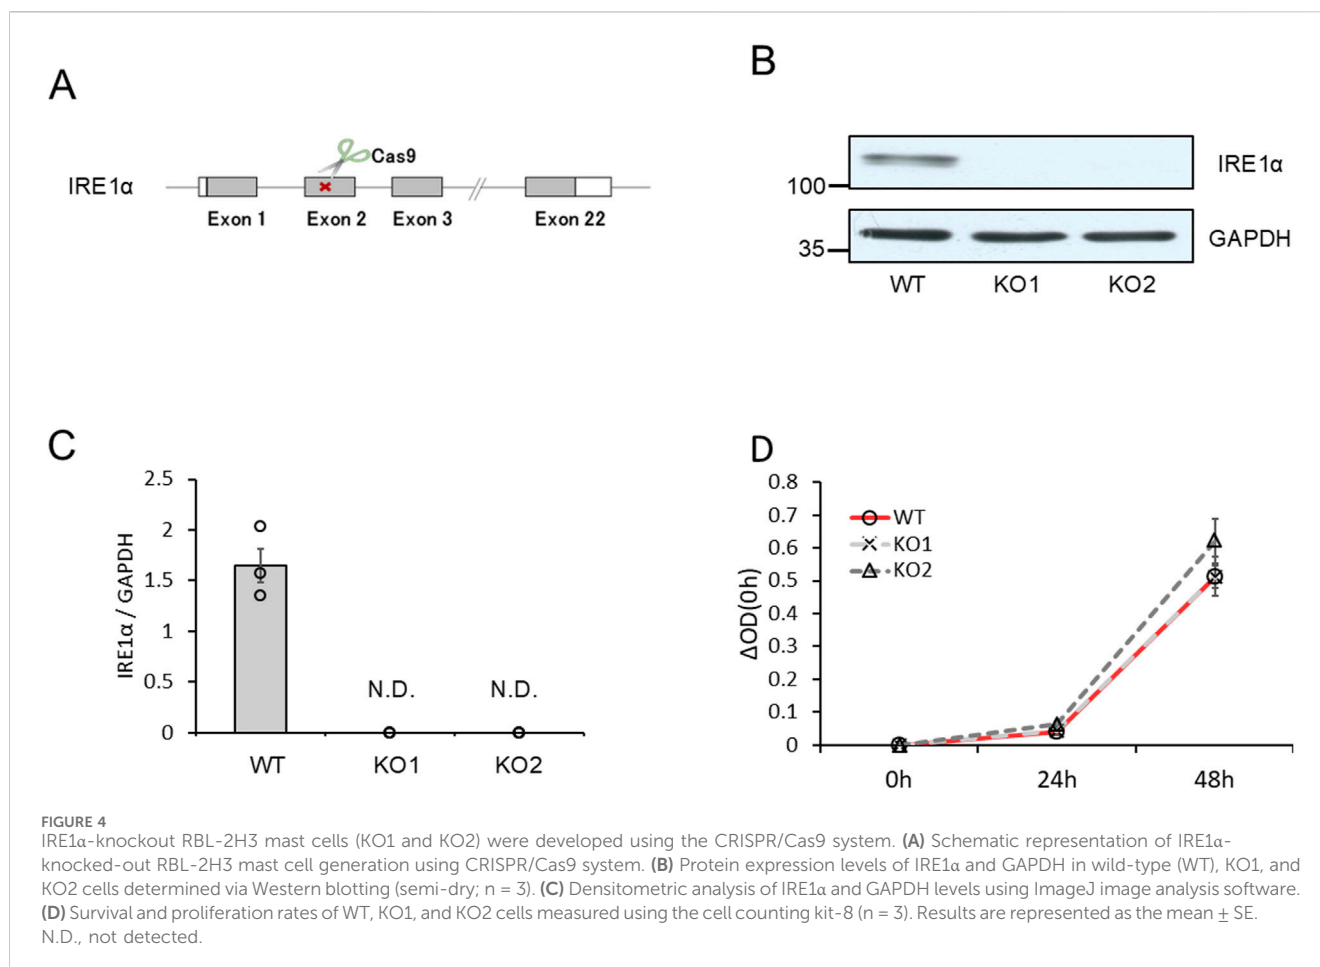 A
IRE1α
Cas9
Exon 1
Exon 2
Exon 3
Exon 22
B
100
35
IRE1α
GAPDH
WT
KO1
KO2
C
IRE1α / GAPDH
2.5
2
1.5
1
0.5
0
N.D.
N.D.
WT
KO1
KO2
D
ΔOD(0h)
0.8
0.7
0.6
0.5
0.4
0.3
0.2
0.1
0
WT
KO1
KO2
0h
24h
48h
FIGURE 4
IRE1α-knockout RBL-2H3 mast cells (KO1 and KO2) were developed using the CRISPR/Cas9 system. (A) Schematic representation of IRE1α-
knocked-out RBL-2H3 mast cell generation using CRISPR/Cas9 system. (B) Protein expression levels of IRE1α and GAPDH in wild-type (WT), KO1, and
KO2 cells determined via Western blotting (semi-dry; n = 3). (C) Densitometric analysis of IRE1α and GAPDH levels using ImageJ image analysis software.
(D) Survival and proliferation rates of WT, KO1, and KO2 cells measured using the cell counting kit-8 (n = 3). Results are represented as the mean ± SE.
N.D., not detected.